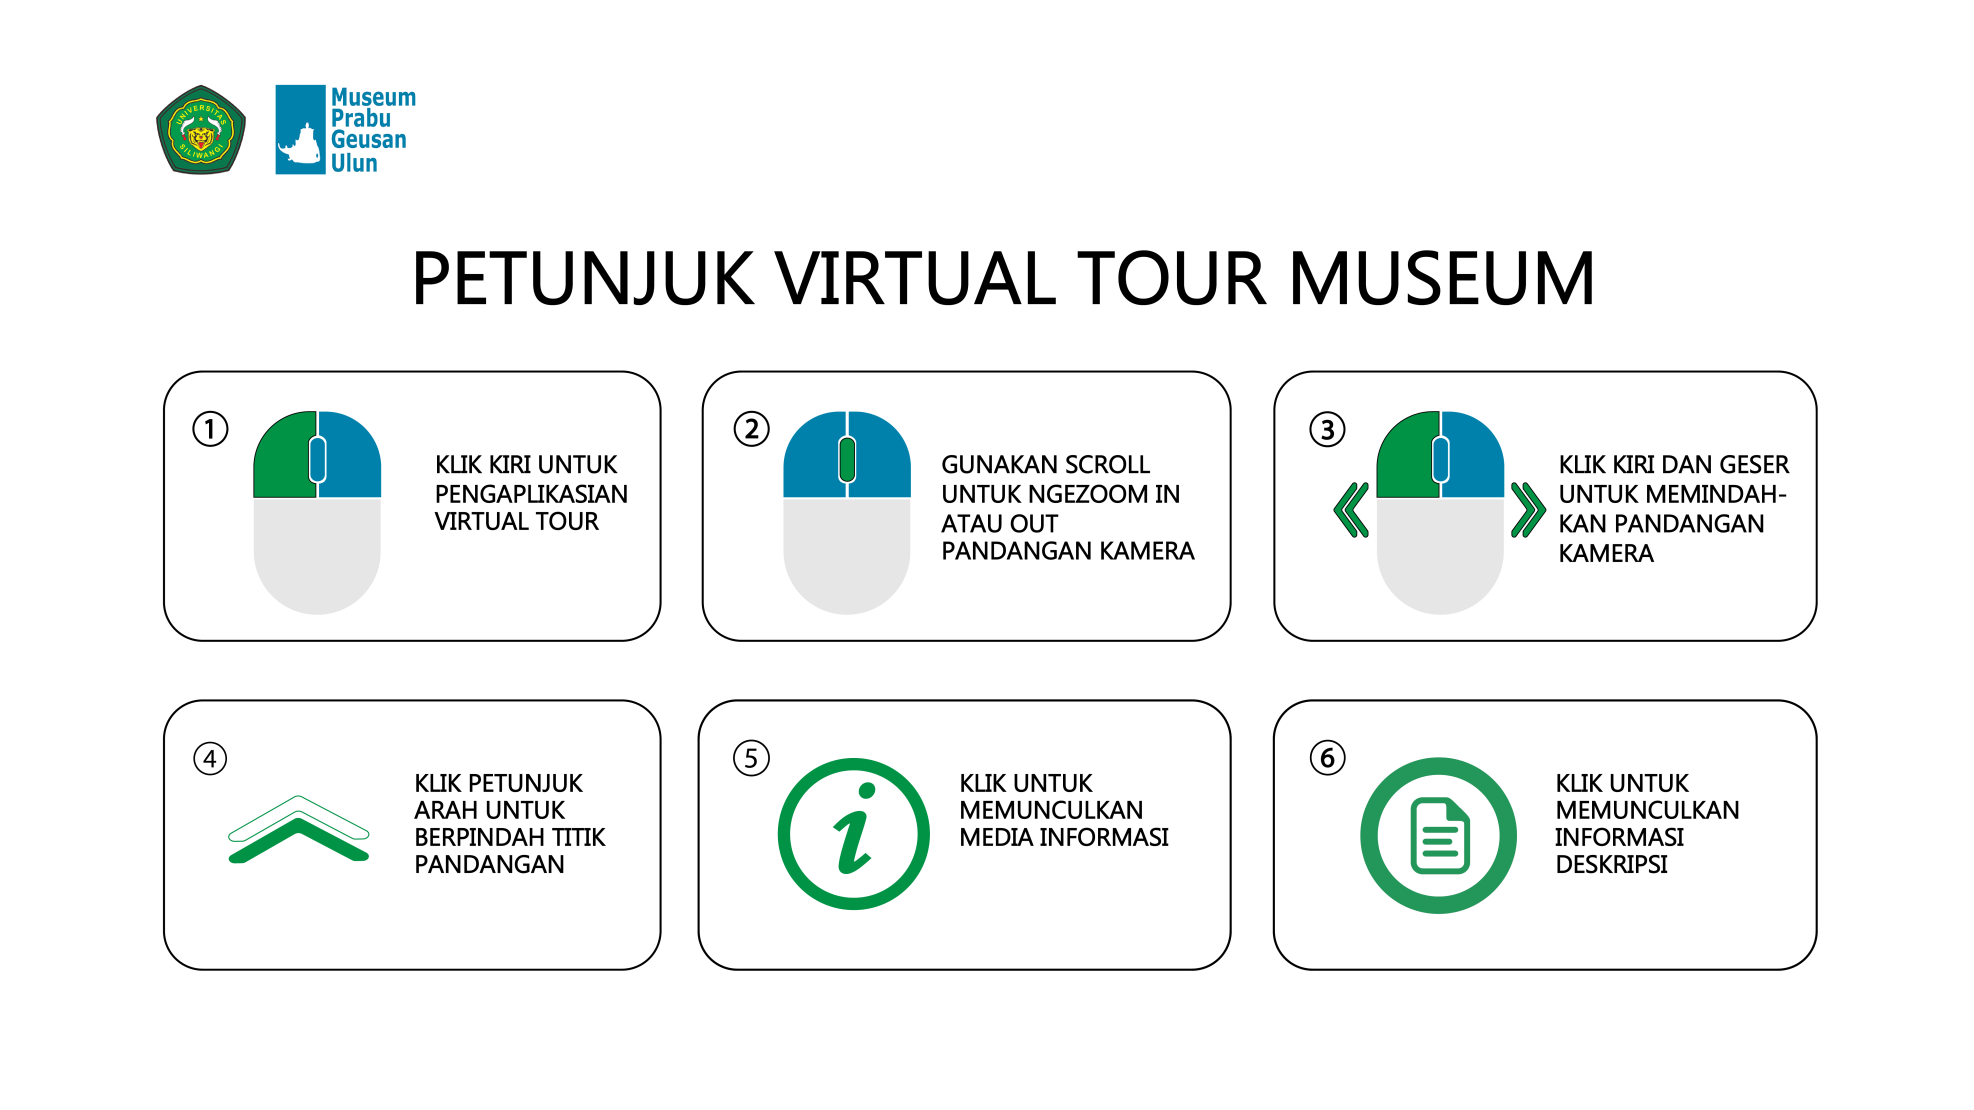 UNIVERSITAS
SILIWANGI
Museum
Prabu
Geusan
Ulun
PETUNJUK VIRTUAL TOUR MUSEUM
1
KLIK KIRI UNTUK
PENGAPLIKASIAN
VIRTUAL TOUR
2
GUNAKAN SCROLL
UNTUK NGEZOOM IN
ATAU OUT
PANDANGAN KAMERA
3
KLIK KIRI DAN GESER
UNTUK MEMINDAH-
KAN PANDANGAN
KAMERA
4
KLIK PETUNJUK
ARAH UNTUK
BERPINDAH TITIK
PANDANGAN
5
KLIK UNTUK
MEMUNCULKAN
MEDIA INFORMASI
6
KLIK UNTUK
MEMUNCULKAN
INFORMASI
DESKRIPSI